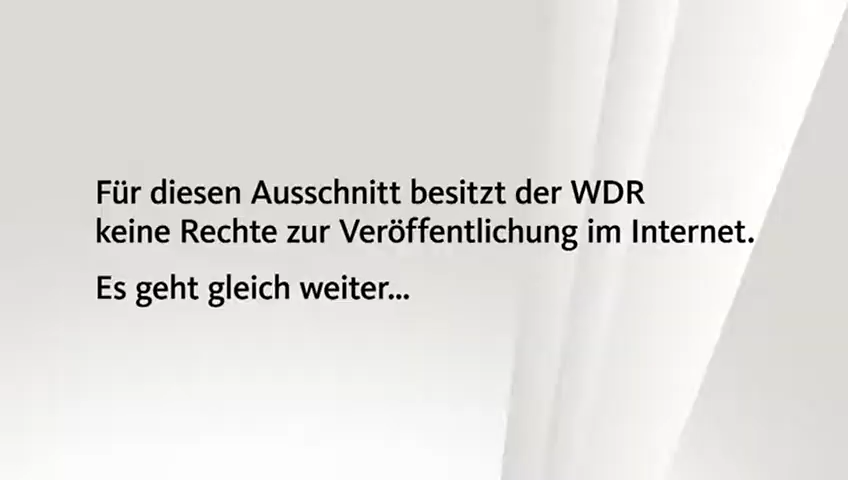 Für diesen Ausschnitt besitzt der WDR
keine Rechte zur Veröffentlichung im Internet.
Es geht gleich weiter...